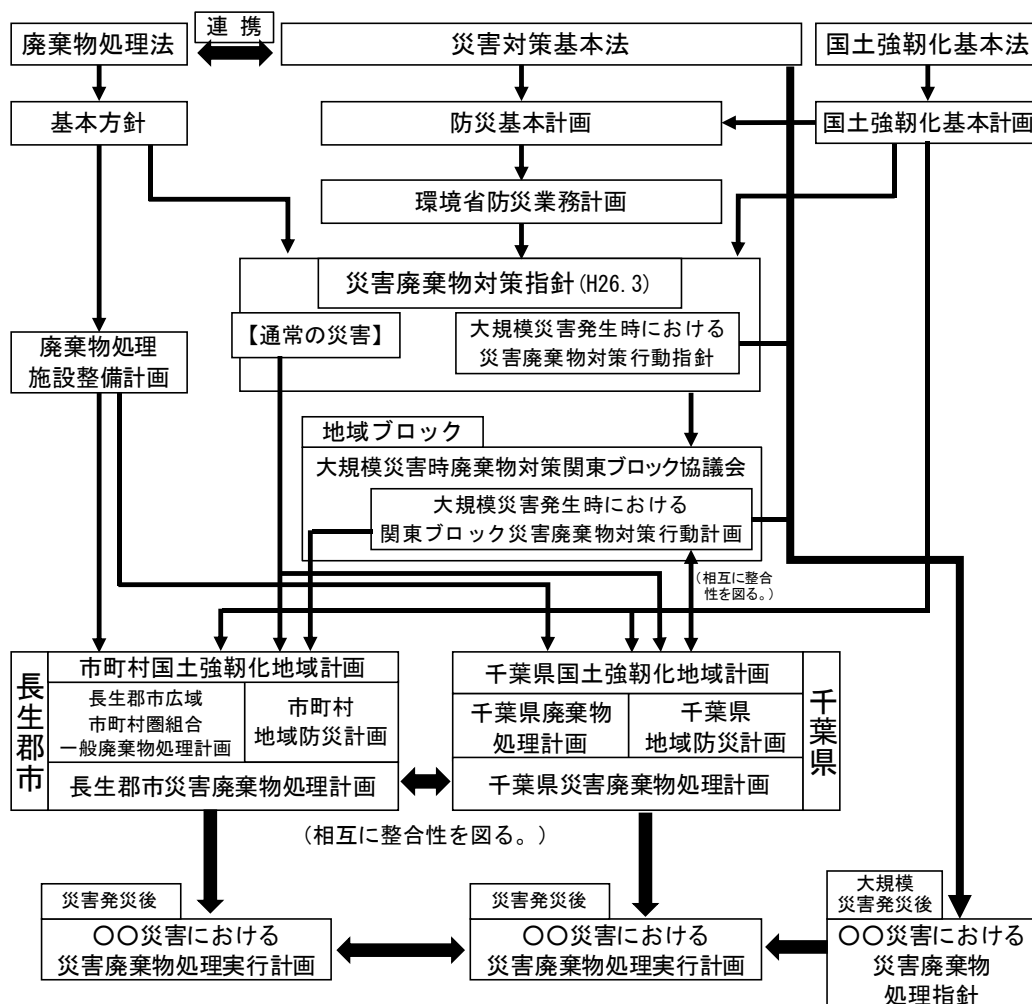 連 携
廃棄物処理法
災害対策基本法
国土強靭化基本法
基本方針
防災基本計画
国土強靭化基本計画
環境省防災業務計画
災害廃棄物対策指針(H26.3)
【通常の災害】
大規模災害発生時における
災害廃棄物対策行動指針
廃棄物処理
施設整備計画
地域ブロック
大規模災害時廃棄物対策関東ブロック協議会
大規模災害発生時における
関東ブロック災害廃棄物対策行動計画
(相互に整合
性を図る。)
長生郡市
市町村国土強靭化地域計画
長生郡市広域
市町村圏組合
一般廃棄物処理計画
市町村
地域防災計画
長生郡市災害廃棄物処理計画
千葉県国土強靭化地域計画
千葉県廃棄物
処理計画
千葉県
地域防災計画
千葉県災害廃棄物処理計画
千葉県
(相互に整合性を図る。)
災害発災後
〇〇災害における
災害廃棄物処理実行計画
災害発災後
〇〇災害における
災害廃棄物処理実行計画
大規模
災害発災後
〇〇災害における
災害廃棄物
処理指針